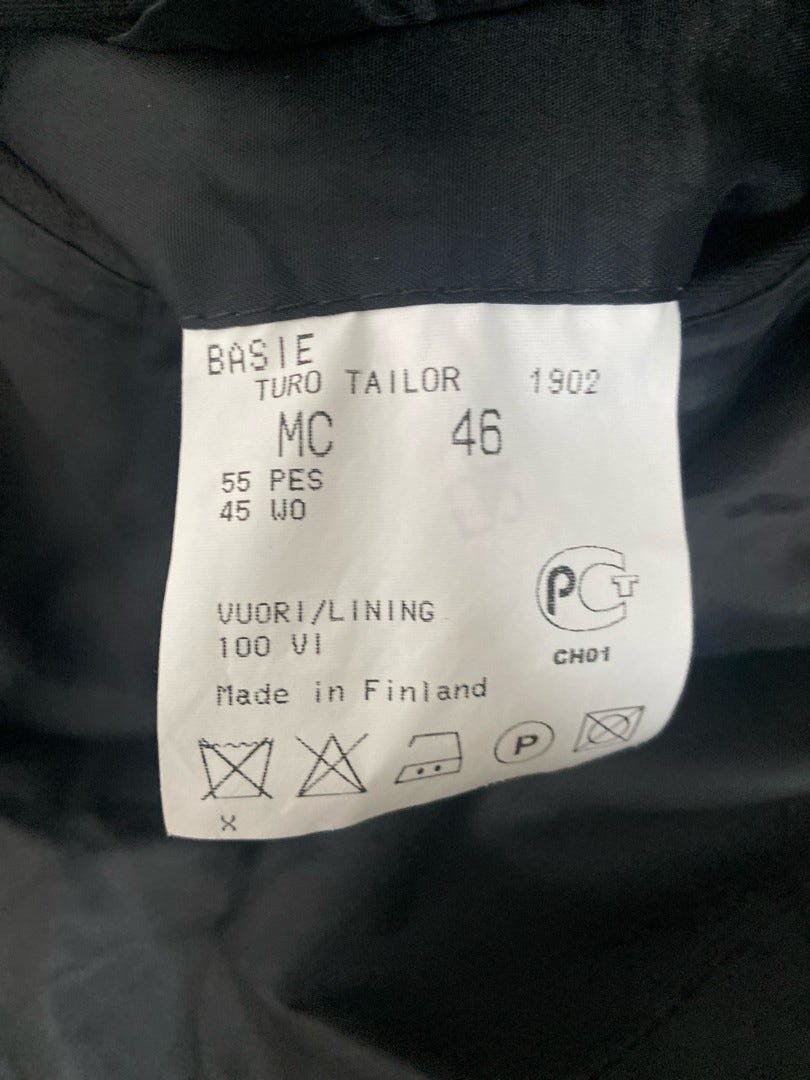 BASIE
TURO TAILOR 1902
MC 46
55 PES
45 WO
VUORI/LINING
100 VI
PCT
CH01
Made in Finland
P
X